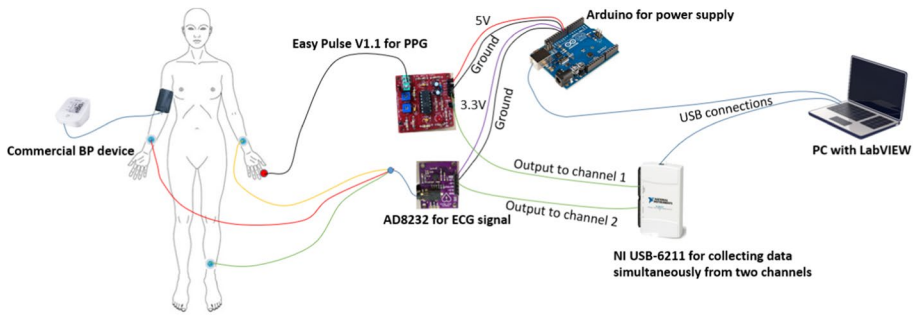 Arduino for power supply
5V
Easy Pulse V1.1 for PPG
Ground
3.3V
Ground
USB connections
Commercial BP device
PC with LabVIEW
Output to channel 1
Output to channel 2
AD8232 for ECG signal
NI USB-6211 for collecting data
simultaneously from two channels